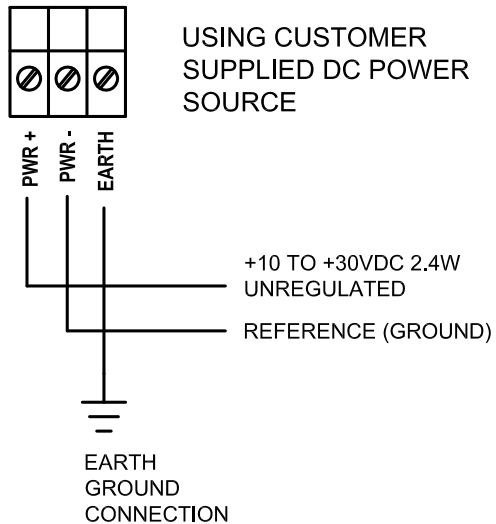 USING CUSTOMER
SUPPLIED DC POWER
SOURCE
PWR +
PWR -
EARTH
+10 TO +30VDC 2.4W
UNREGULATED
REFERENCE (GROUND)
EARTH
GROUND
CONNECTION